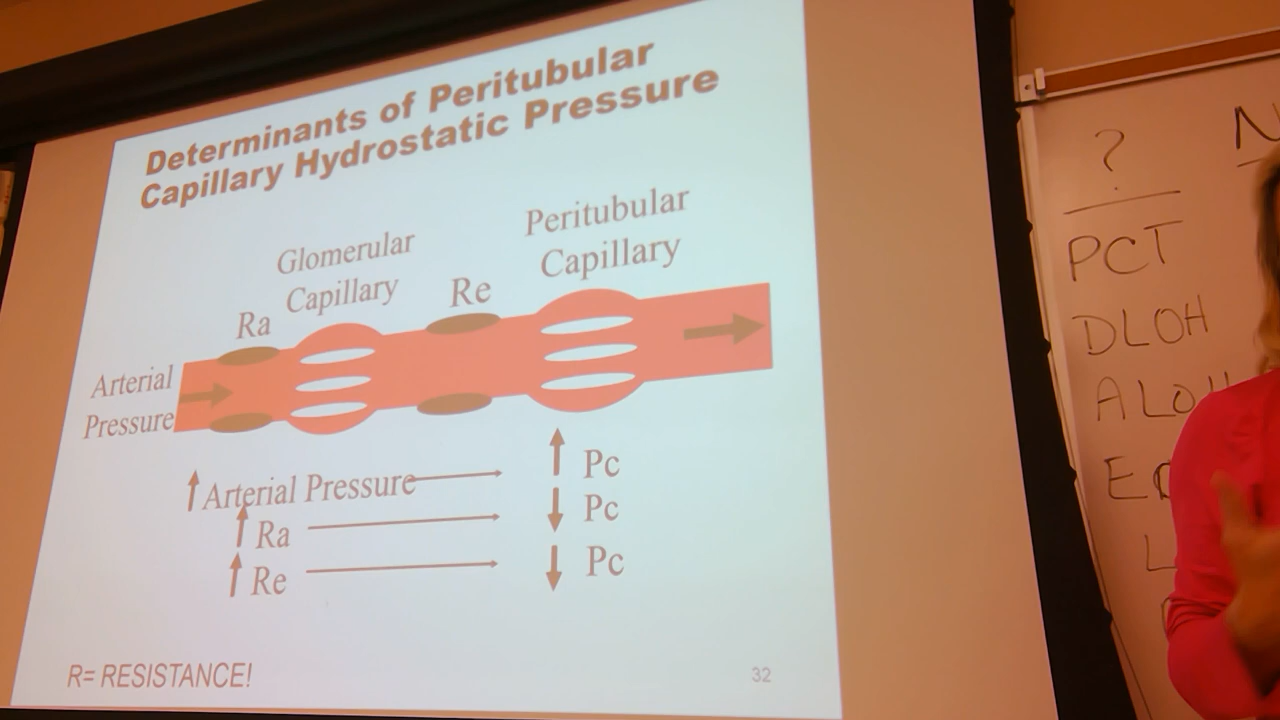 Determinants of Peritubular
Capillary Hydrostatic Pressure
Glomerular
Capillary
Peritubular
Capillary
Ra
Re
Arterial
Pressure
↑ Arterial Pressure → ↑ Pc
↑ Ra → ↓ Pc
↑ Re → ↓ Pc
R= RESISTANCE!
32
?
N
PCT
DLOH
ALO
E
L